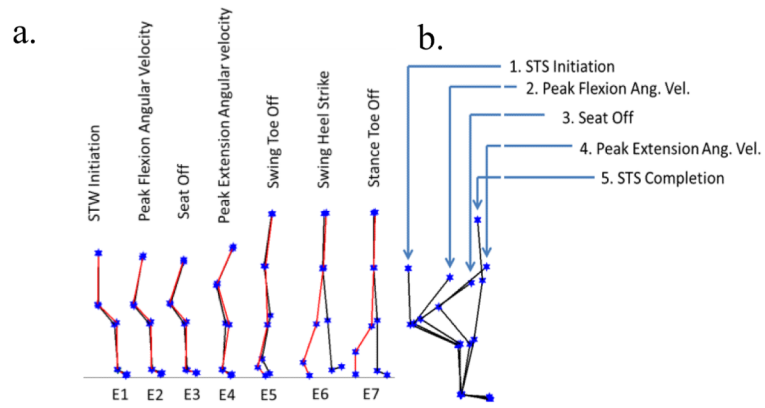 a.
b.
STW Initiation
Peak Flexion Angular Velocity
Seat Off
Peak Extension Angular velocity
Swing Toe Off
Swing Heel Strike
Stance Toe Off
E1 E2 E3 E4 E5 E6 E7
1. STS Initiation
2. Peak Flexion Ang. Vel.
3. Seat Off
4. Peak Extension Ang. Vel.
5. STS Completion